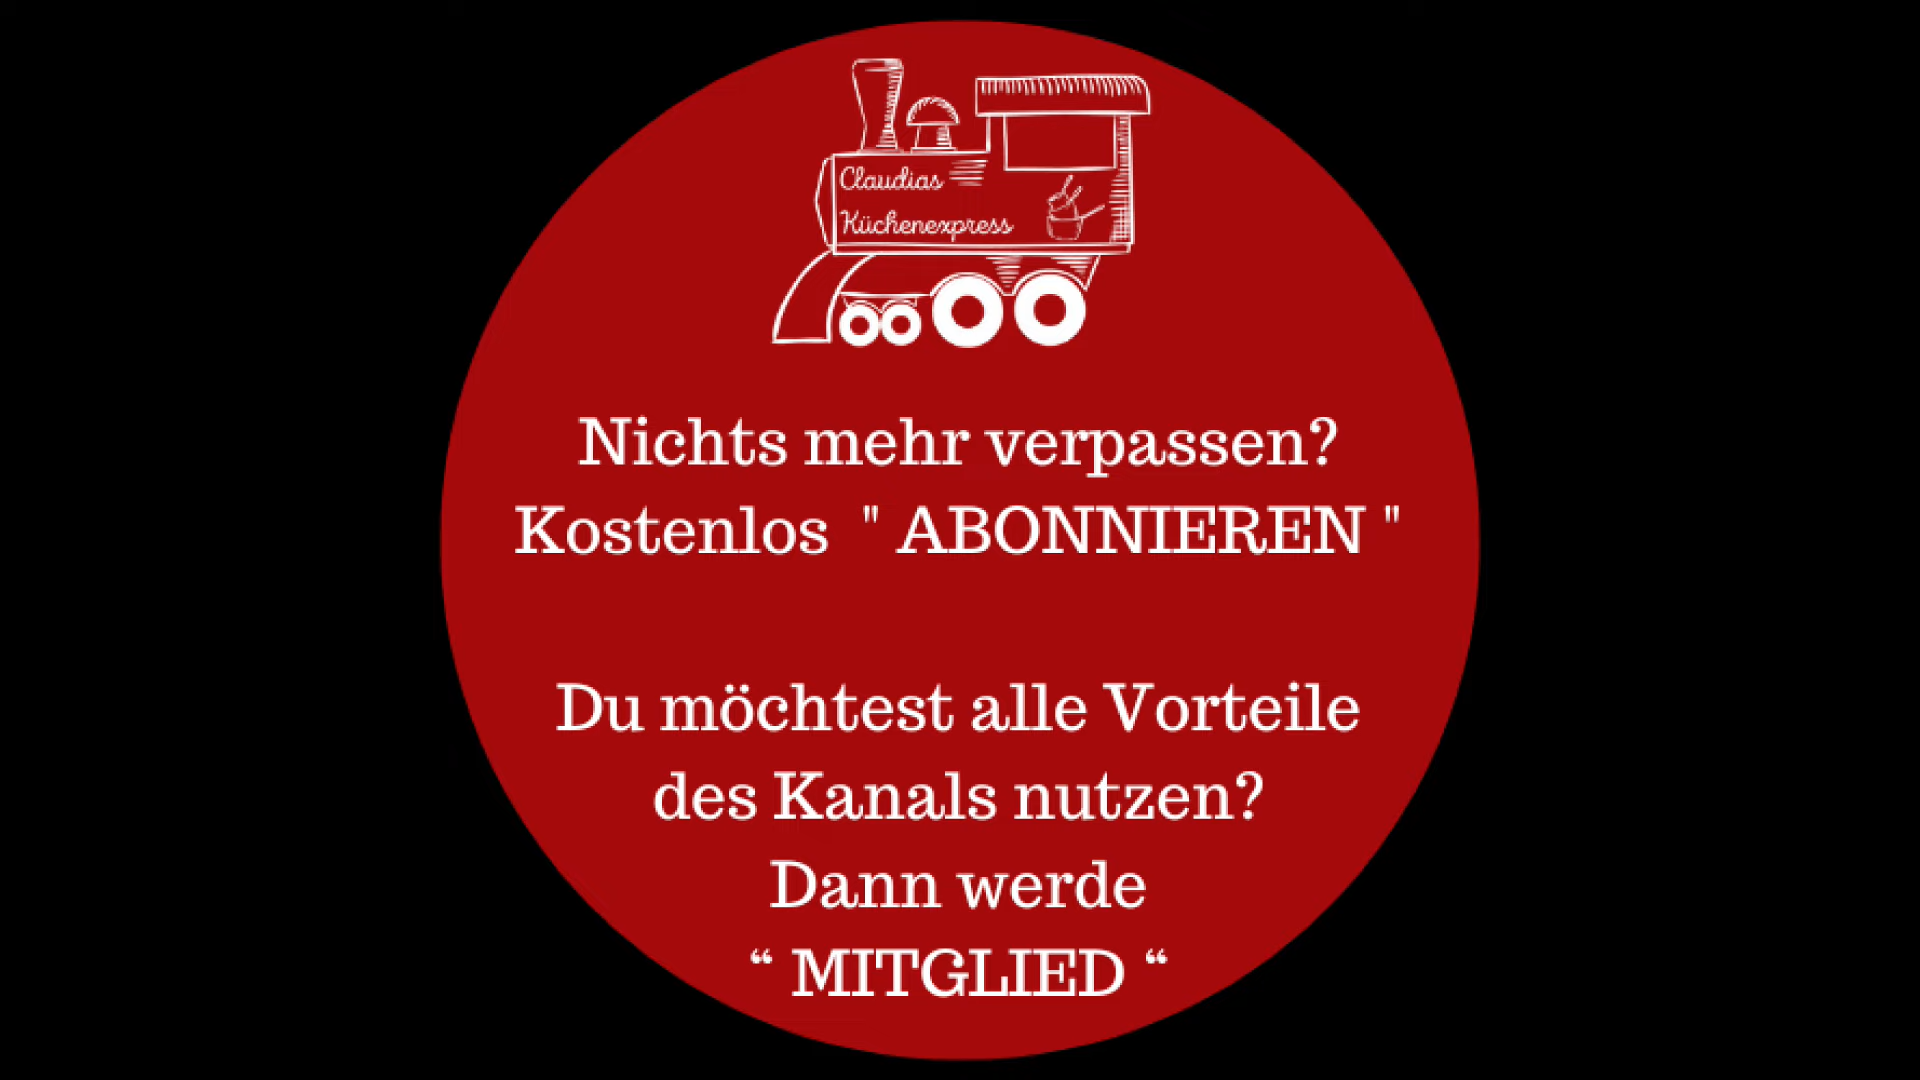 Claudias
Küchenexpress
Nichts mehr verpassen?
Kostenlos " ABONNIEREN "
Du möchtest alle Vorteile
des Kanals nutzen?
Dann werde
“ MITGLIED “